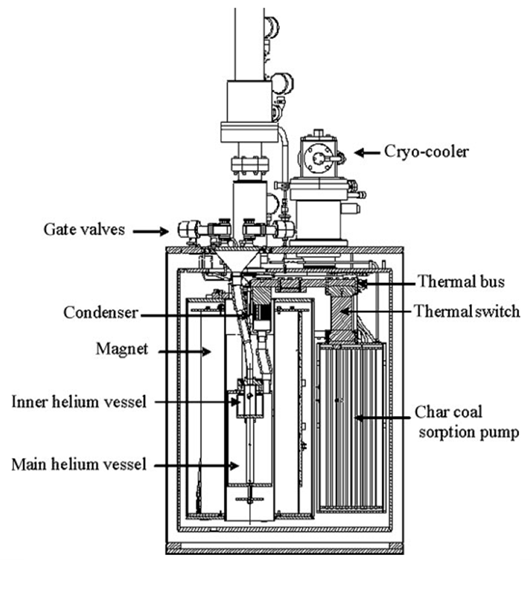 Cryo-cooler
Gate valves
Thermal bus
Condenser
Thermal switch
Magnet
Inner helium vessel
Char coal
sorption pump
Main helium vessel